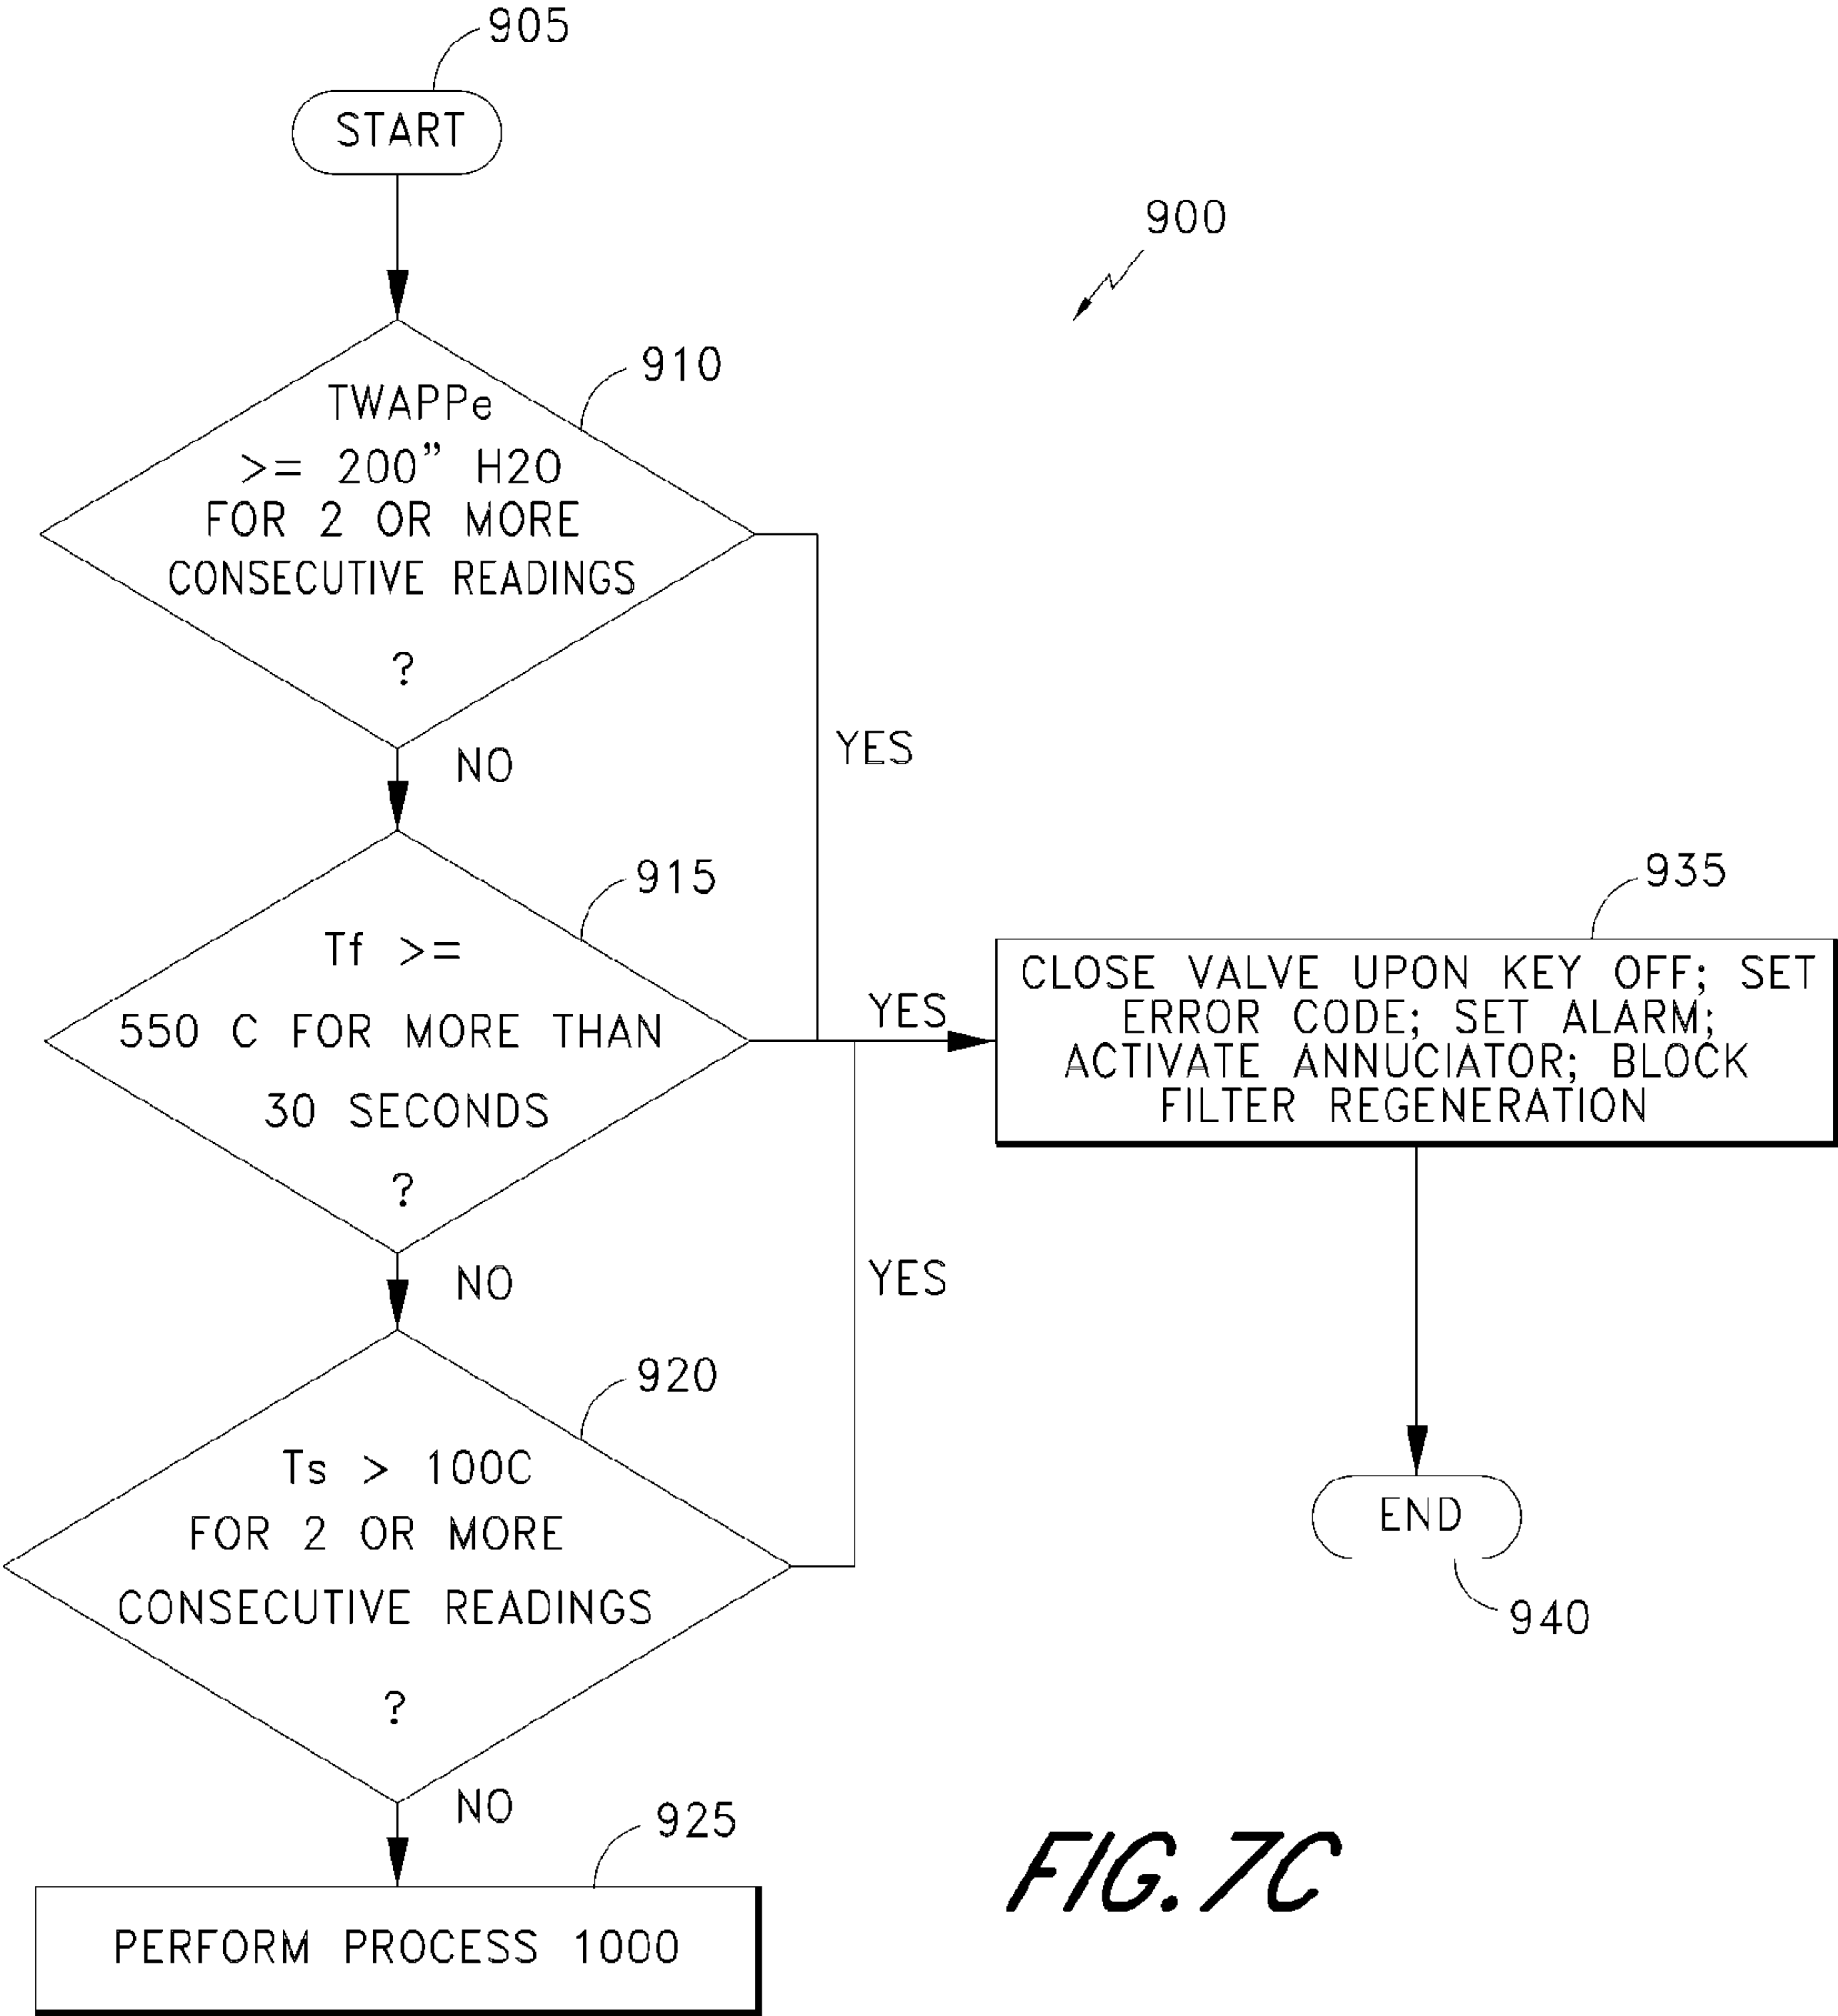 905
START
900
910
TWAPPe
>= 200” H2O
FOR 2 OR MORE
CONSECUTIVE READINGS
?
YES
NO
915
Tf >=
550 C FOR MORE THAN
30 SECONDS
?
YES
935
CLOSE VALVE UPON KEY OFF; SET
ERROR CODE; SET ALARM;
ACTIVATE ANNUCIATOR; BLOCK
FILTER REGENERATION
NO
YES
920
Ts > 100C
FOR 2 OR MORE
CONSECUTIVE READINGS
?
END
940
NO
925
PERFORM PROCESS 1000
FIG. 7C